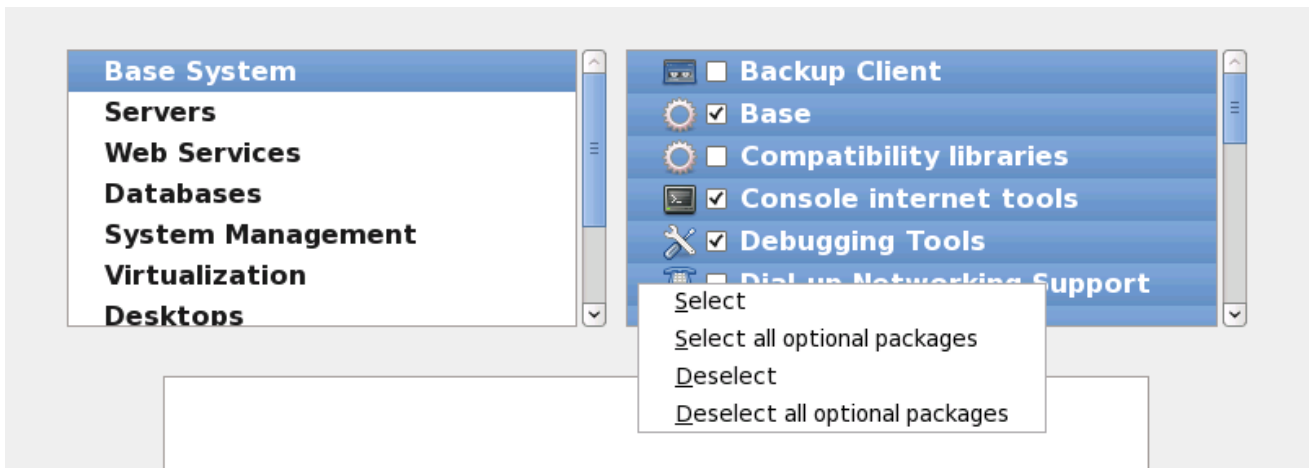 Base System
Servers
Web Services
Databases
System Management
Virtualization
Desktops
Backup Client
Base
Compatibility libraries
Console internet tools
Debugging Tools
Dial-up Networking Support
Select
Select all optional packages
Deselect
Deselect all optional packages